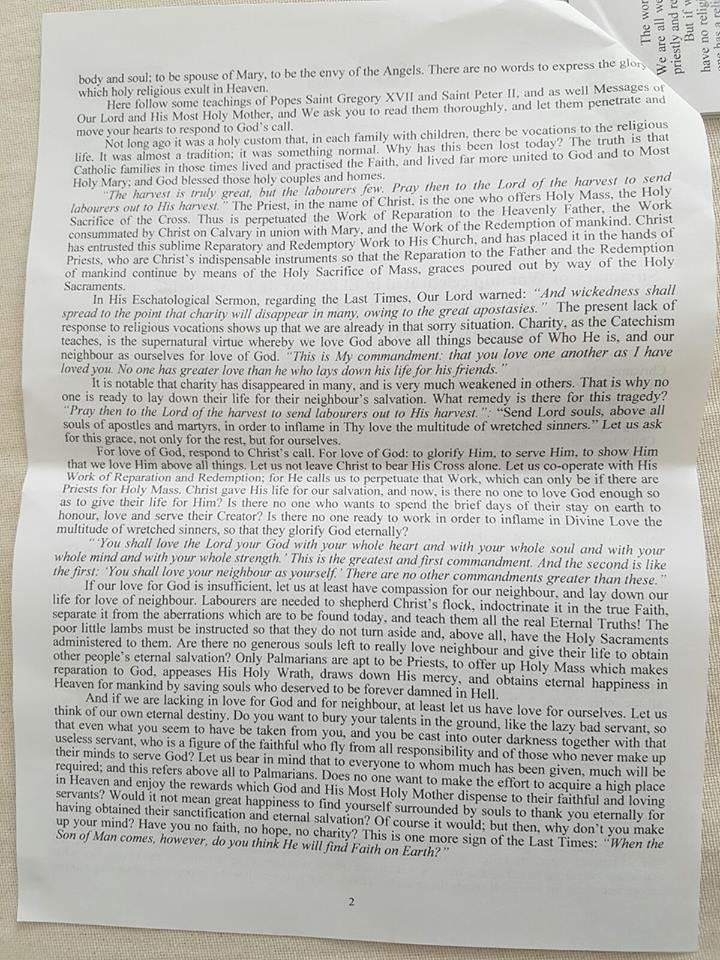 body and soul; to be spouse of Mary, to be the envy of the Angels. There are no words to express the glory
which holy religious exult in Heaven.
Here follow some teachings of Popes Saint Gregory XVII and Saint Peter II, and as well Messages of
Our Lord and His Most Holy Mother, and We ask you to read them thoroughly, and let them penetrate and
move your hearts to respond to God's call.
Not long ago it was a holy custom that, in each family with children, there be vocations to the religious
life. It was almost a tradition; it was something normal. Why has this been lost today? The truth is that
Catholic families in those times lived and practised the Faith, and lived far more united to God and to Most
Holy Mary; and God blessed those holy couples and homes.
"The harvest is truly great, but the labourers few. Pray then to the Lord of the harvest to send
labourers out to His harvest." The Priest, in the name of Christ, is the one who offers Holy Mass, the Holy
Sacrifice of the Cross. Thus is perpetuated the Work of Reparation to the Heavenly Father, the Work
consummated by Christ on Calvary in union with Mary, and the Work of the Redemption of mankind. Christ
has entrusted this sublime Reparatory and Redemptory Work to His Church, and has placed it in the hands of
Priests, who are Christ's indispensable instruments so that the Reparation to the Father and the Redemption
of mankind continue by means of the Holy Sacrifice of Mass, graces poured out by way of the Holy
Sacraments.
In His Eschatological Sermon, regarding the Last Times, Our Lord warned: "And wickedness shall
spread to the point that charity will disappear in many, owing to the great apostasies." The present lack of
response to religious vocations shows up that we are already in that sorry situation. Charity, as the Catechism
teaches, is the supernatural virtue whereby we love God above all things because of Who He is, and our
neighbour as ourselves for love of God. "This is My commandment: that you love one another as I have
loved you. No one has greater love than he who lays down his life for his friends."
It is notable that charity has disappeared in many, and is very much weakened in others. That is why no
one is ready to lay down their life for their neighbour's salvation. What remedy is there for this tragedy?
"Pray then to the Lord of the harvest to send labourers out to His harvest.": "Send Lord souls, above all
souls of apostles and martyrs, in order to inflame in Thy love the multitude of wretched sinners." Let us ask
for this grace, not only for the rest, but for ourselves.
For love of God, respond to Christ's call. For love of God: to glorify Him, to serve Him, to show Him
that we love Him above all things. Let us not leave Christ to bear His Cross alone. Let us co-operate with His
Work of Reparation and Redemption; for He calls us to perpetuate that Work, which can only be if there are
Priests for Holy Mass. Christ gave His life for our salvation, and now, is there no one to love God enough so
as to give their life for Him? Is there no one who wants to spend the brief days of their stay on earth to
honour, love and serve their Creator? Is there no one ready to work in order to inflame in Divine Love the
multitude of wretched sinners, so that they glorify God eternally?
"'You shall love the Lord your God with your whole heart and with your whole soul and with your
whole mind and with your whole strength.' This is the greatest and first commandment. And the second is like
the first: 'You shall love your neighbour as yourself.' There are no other commandments greater than these."
If our love for God is insufficient, let us at least have compassion for our neighbour, and lay down our
life for love of neighbour. Labourers are needed to shepherd Christ's flock, indoctrinate it in the true Faith,
separate it from the aberrations which are to be found today, and teach them all the real Eternal Truths! The
poor little lambs must be instructed so that they do not turn aside and, above all, have the Holy Sacraments
administered to them. Are there no generous souls left to really love neighbour and give their life to obtain
other people's eternal salvation? Only Palmarians are apt to be Priests, to offer up Holy Mass which makes
reparation to God, appeases His Holy Wrath, draws down His mercy, and obtains eternal happiness in
Heaven for mankind by saving souls who deserved to be forever damned in Hell.
And if we are lacking in love for God and for neighbour, at least let us have love for ourselves. Let us
think of our own eternal destiny. Do you want to bury your talents in the ground, like the lazy bad servant, so
that even what you seem to have be taken from you, and you be cast into outer darkness together with that
useless servant, who is a figure of the faithful who fly from all responsibility and of those who never make up
their minds to serve God? Let us bear in mind that to everyone to whom much has been given, much will be
required; and this refers above all to Palmarians. Does no one want to make the effort to acquire a high place
in Heaven and enjoy the rewards which God and His Most Holy Mother dispense to their faithful and loving
servants? Would it not mean great happiness to find yourself surrounded by souls to thank you eternally for
having obtained their sanctification and eternal salvation? Of course it would; but then, why don't you make
up your mind? Have you no faith, no hope, no charity? This is one more sign of the Last Times: "When the
Son of Man comes, however, do you think He will find Faith on Earth?"
2
The wor
We are all we
priestly and re
But if w
have no relig